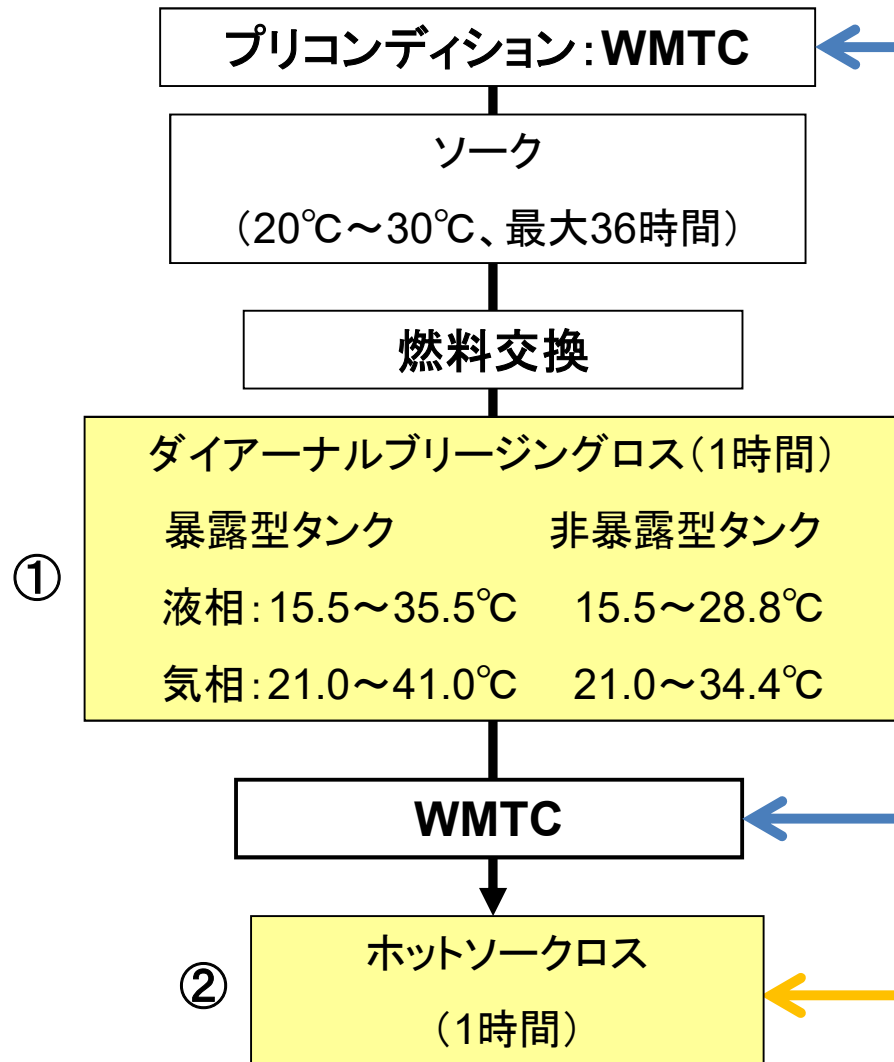 プリコンディション：WMTC
ソーク
（20℃～30℃、最大36時間）
燃料交換
ダイアーナルブリージングロス（1時間）
暴露型タンク 非暴露型タンク
①
液相：15.5～35.5℃ 15.5～28.8℃
気相：21.0～41.0℃ 21.0～34.4℃
WMTC
ホットソークロス
②
（1時間）